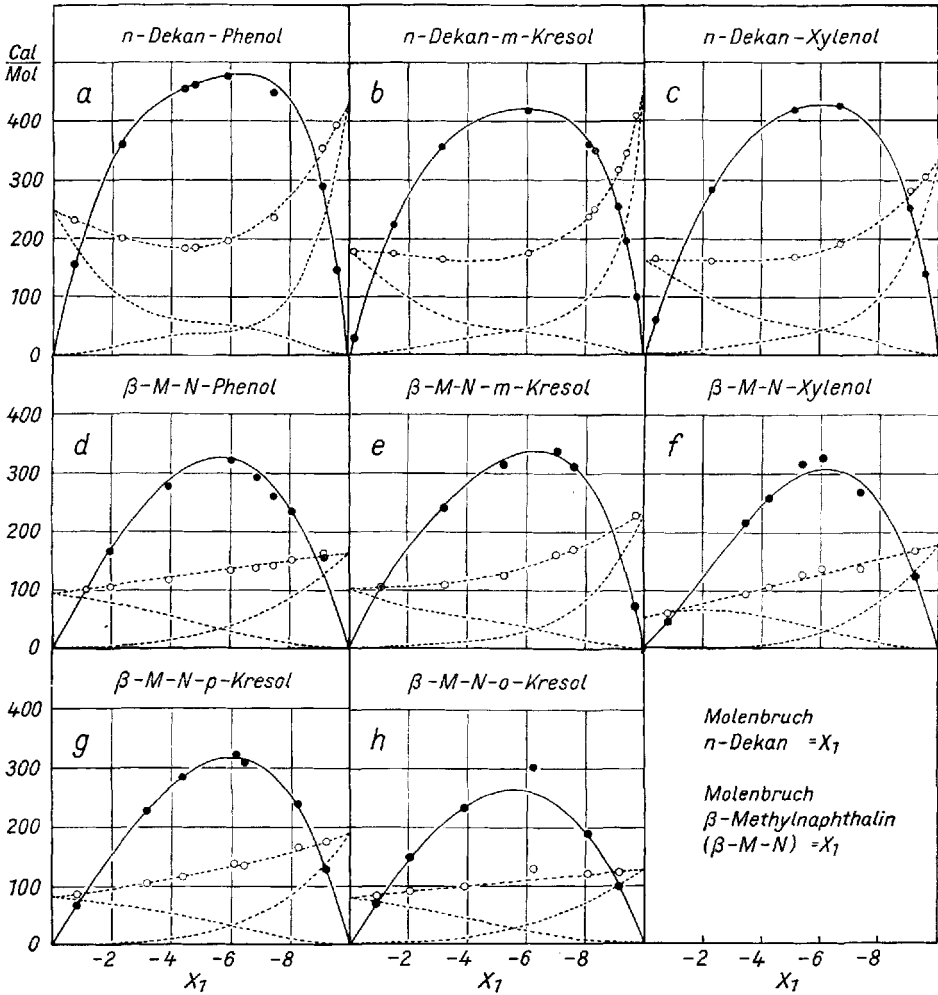 n-Dekan-Phenol
n-Dekan-m-Kresol
n-Dekan-Xylenol
Cal
Mol
a
b
c
400
300
200
100
0
β-M-N-Phenol
β-M-N-m-Kresol
β-M-N-Xylenol
400
d
e
f
300
200
100
0
β-M-N-p-Kresol
β-M-N-o-Kresol
400
g
h
300
200
100
0
-2 -4 -6 -8
-2 -4 -6 -8
-2 -4 -6 -8
X1
X1
X1
Molenbruch
n-Dekan =X1
Molenbruch
β-Methylnaphthalin
(β-M-N) =X1